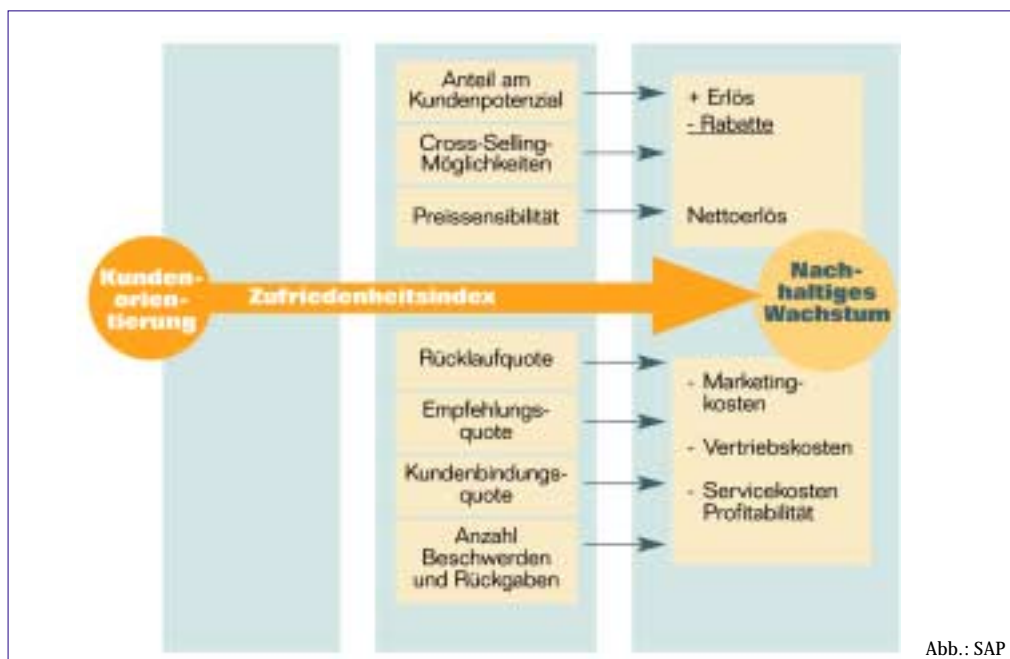 Anteil am
Kundenpotenzial
Cross-Selling-
Möglichkeiten
Preissensibilität
+ Erlös
- Rabatte
Nettoerlös
Kunden-
orien-
tierung
Zufriedenheitsindex
Nach-
haltiges
Wachstum
Rücklaufquote
Empfehlungs-
quote
Kundenbindungs-
quote
Anzahl
Beschwerden
und Rückgaben
- Marketing-
kosten
- Vertriebskosten
- Servicekosten
Profitabilität
Abb.: SAP